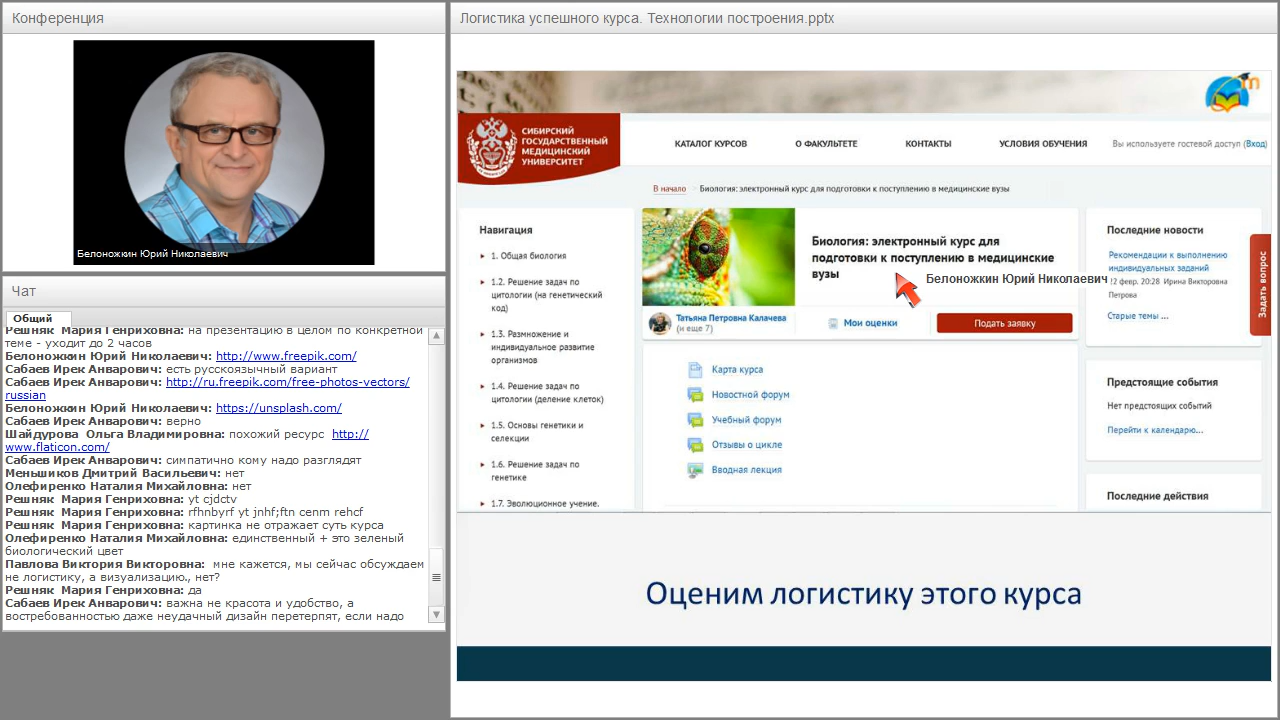 Конференция
Белоножкин Юрий Николаевич
Чат
Общий
Решняк Мария Генриховна: на презентацию в целом по конкретной
теме - уходит до 2 часов
Белоножкин Юрий Николаевич: http://www.freepik.com/
Сабаев Ирек Анварович: есть русскоязычный вариант
Сабаев Ирек Анварович: http://ru.freepik.com/free-photos-vectors/
russian
Белоножкин Юрий Николаевич: https://unsplash.com/
Сабаев Ирек Анварович: верно
Шайдурова Ольга Владимировна: похожий ресурс http://
www.flaticon.com/
Сабаев Ирек Анварович: симпатично кому надо разглядят
Меньшиков Дмитрий Васильевич: нет
Олефиренко Наталия Михайловна: нет
Решняк Мария Генриховна: yt cjdctv
Решняк Мария Генриховна: rfhnbyrf yt jnhf;ftn cenm rehcf
Решняк Мария Генриховна: картинка не отражает суть курса
Олефиренко Наталия Михайловна: единственный + это зеленый
биологический цвет
Павлова Виктория Викторовна: мне кажется, мы сейчас обсуждаем
не логистику, а визуализацию., нет?
Решняк Мария Генриховна: да
Сабаев Ирек Анварович: важна не красота и удобство, а
востребованностью даже неудачный дизайн перетерпят, если надо
Логистика успешного курса. Технологии построения.pptx
СИБИРСКИЙ
ГОСУДАРСТВЕННЫЙ
МЕДИЦИНСКИЙ
УНИВЕРСИТЕТ
КАТАЛОГ КУРСОВ
О ФАКУЛЬТЕТЕ
КОНТАКТЫ
УСЛОВИЯ ОБУЧЕНИЯ
Вы используете гостевой доступ (Вход)
В начало
Биология: электронный курс для подготовки к поступлению в медицинские вузы
Навигация
1. Общая биология
1.2. Решение задач по
цитологии (на генетический
код)
1.3. Размножение и
индивидуальное развитие
организмов
1.4. Решение задач по
цитологии (деление клеток)
1.5. Основы генетики и
селекции
1.6. Решение задач по
генетике
1.7. Эволюционное учение.
Биология: электронный курс для
подготовки к поступлению в медицинские
вузы
Белоножкин Юрий Николаевич
Татьяна Петровна Калачева
(и еще 7)
Мои оценки
Подать заявку
Карта курса
Новостной форум
Учебный форум
Отзывы о цикле
Вводная лекция
Последние новости
Рекомендации к выполнению
индивидуальных заданий
12 февр. 20:28 Ирина Викторовна
Петрова
Старые темы ...
Задать вопрос
Предстоящие события
Нет предстоящих событий
Перейти к календарю...
Последние действия
Оценим логистику этого курса